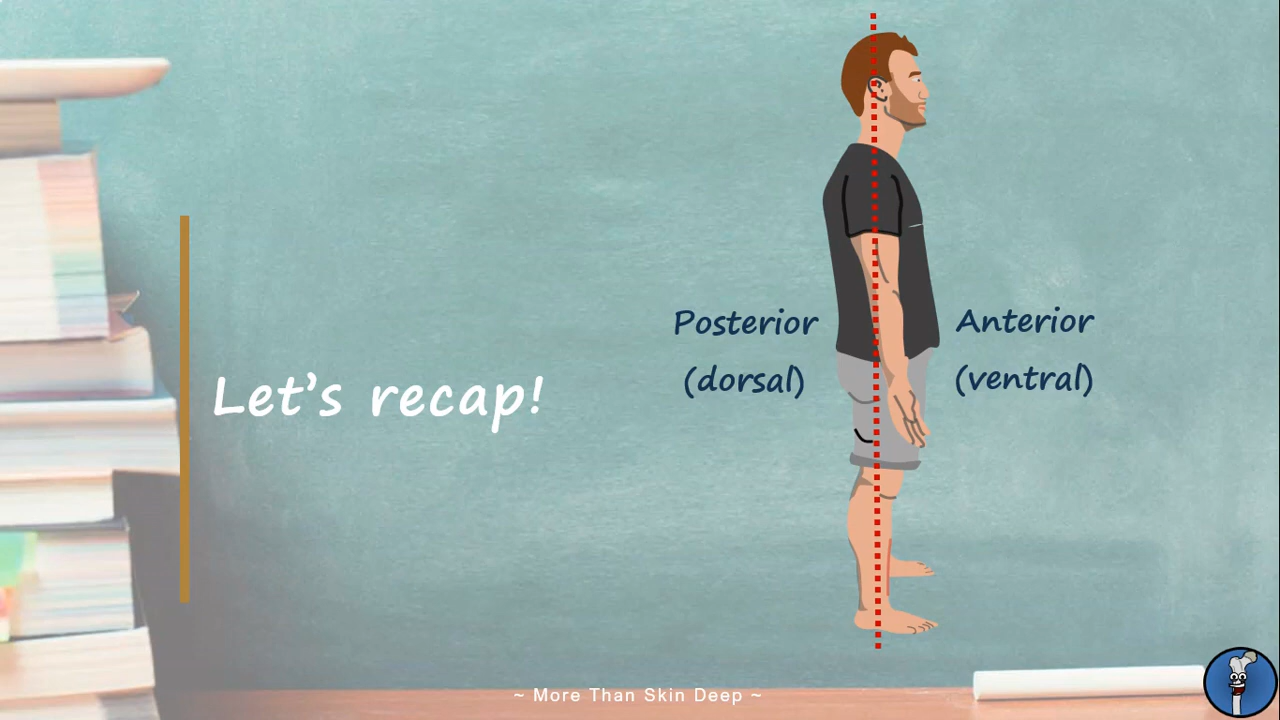 Let's recap!
Posterior
(dorsal)
Anterior
(ventral)
~ More Than Skin Deep ~